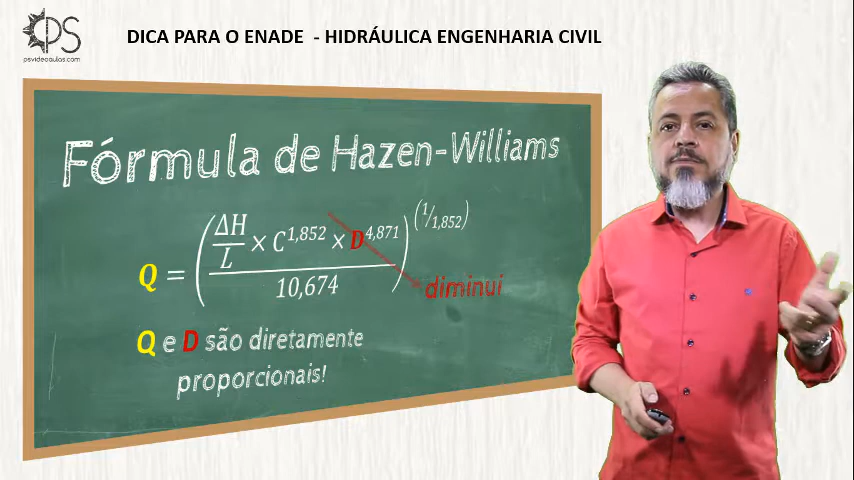 CPS
psvideoaulas.com
DICA PARA O ENADE - HIDRÁULICA ENGENHARIA CIVIL
Fórmula de Hazen-Williams
Q = (ΔH/L × C^1,852 × D^4,871 / 10,674)^(1/1,852)
diminui
Q e D são diretamente
proporcionais!